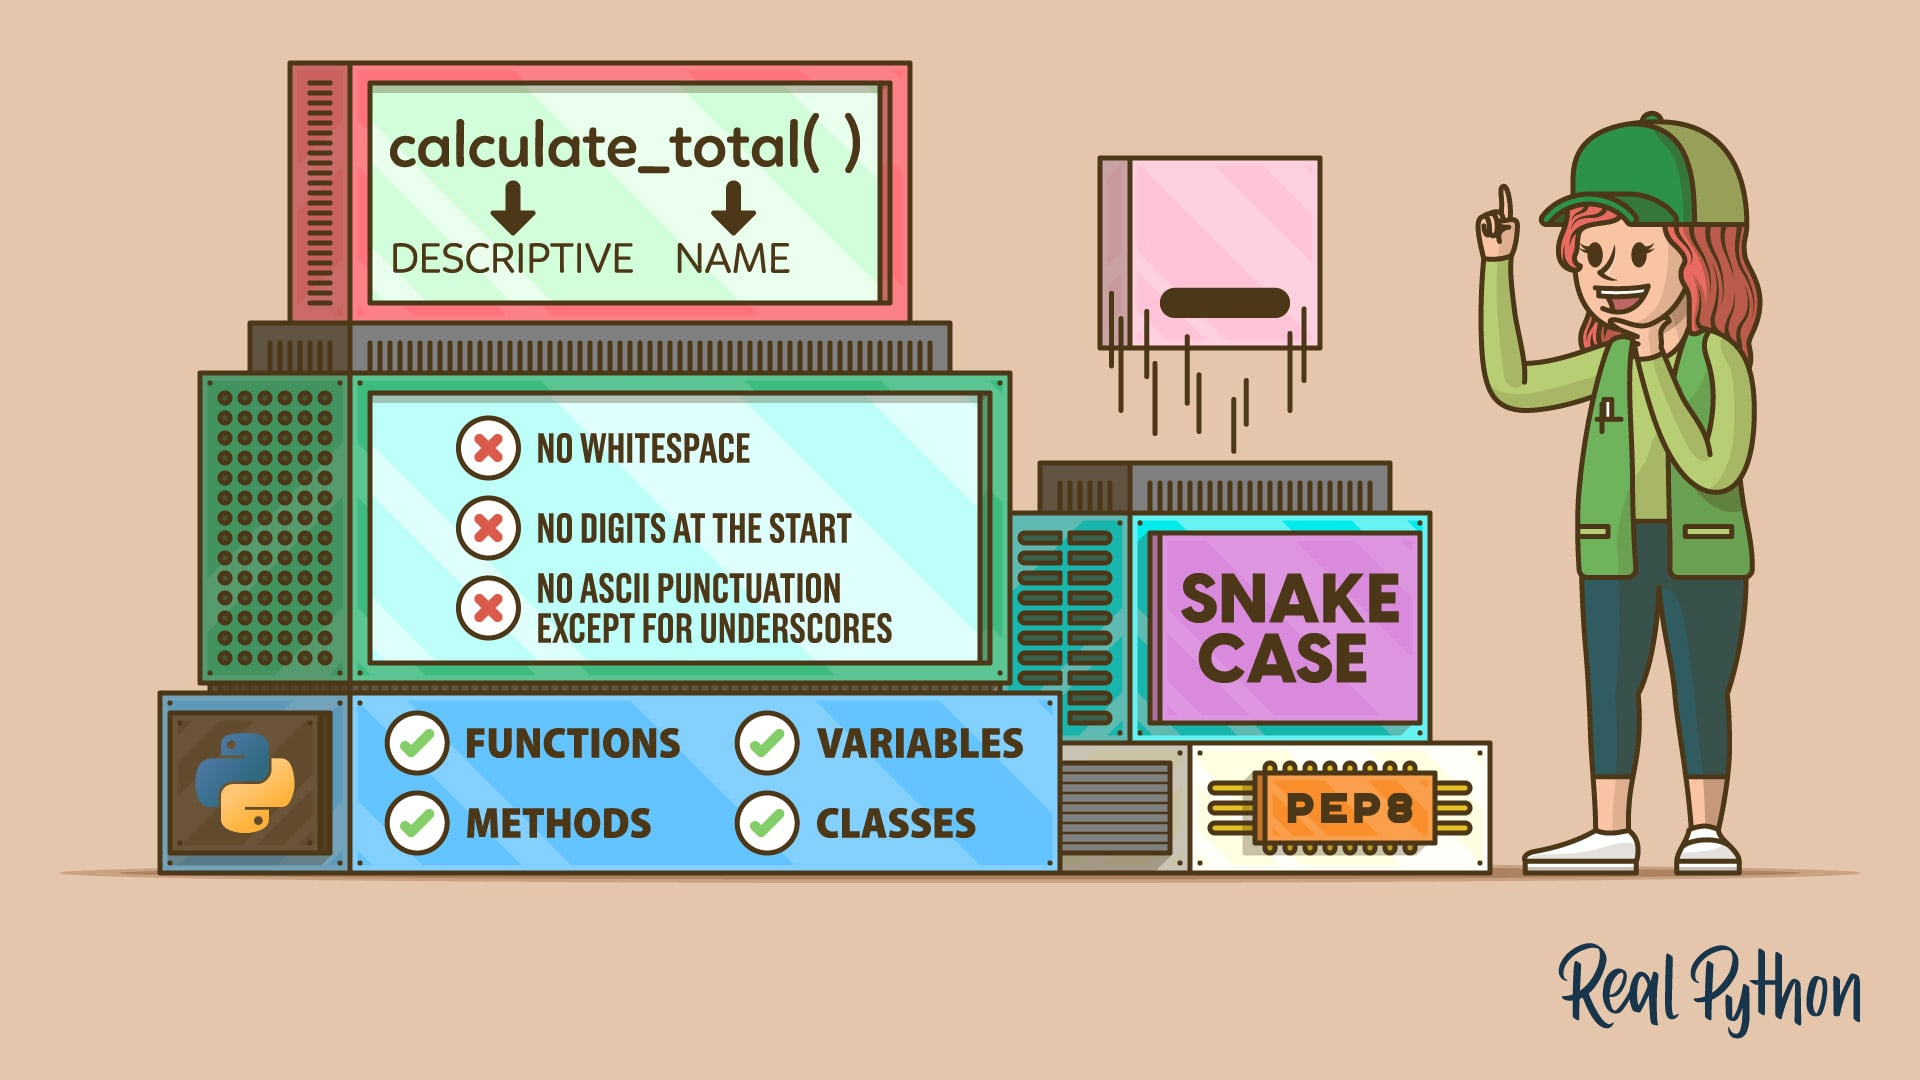 calculate_total( )
DESCRIPTIVE NAME
NO WHITESPACE
NO DIGITS AT THE START
NO ASCII PUNCTUATION
EXCEPT FOR UNDERSCORES
SNAKE
CASE
FUNCTIONS
VARIABLES
METHODS
CLASSES
PEP8
Real Python